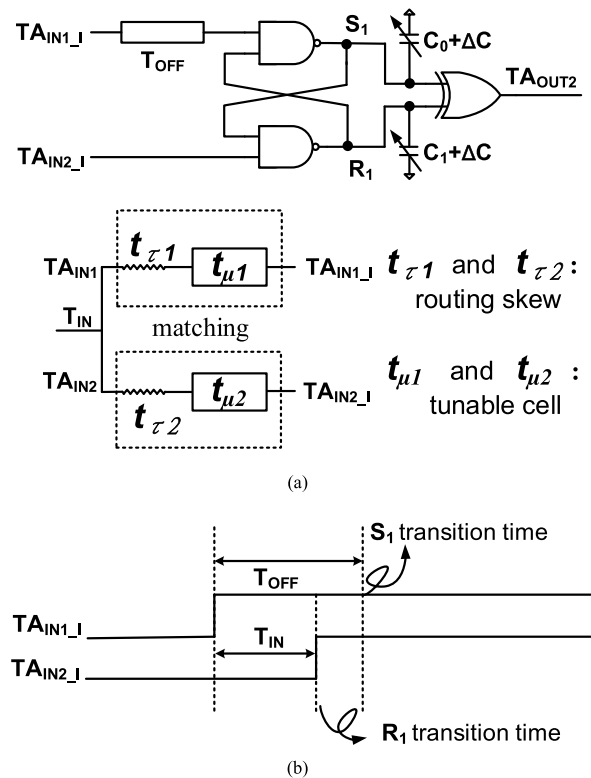 TA_IN1_I
T_OFF
S_1
C_0+ΔC
TA_OUT2
TA_IN2_I
R_1
C_1+ΔC
TA_IN1
t_τ1
t_μ1
TA_IN1_I
t_τ1 and t_τ2:
routing skew
T_IN
matching
TA_IN2
t_τ2
t_μ2
TA_IN2_I
t_μ1 and t_μ2 :
tunable cell
(a)
S_1 transition time
T_OFF
TA_IN1_I
T_IN
TA_IN2_I
R_1 transition time
(b)